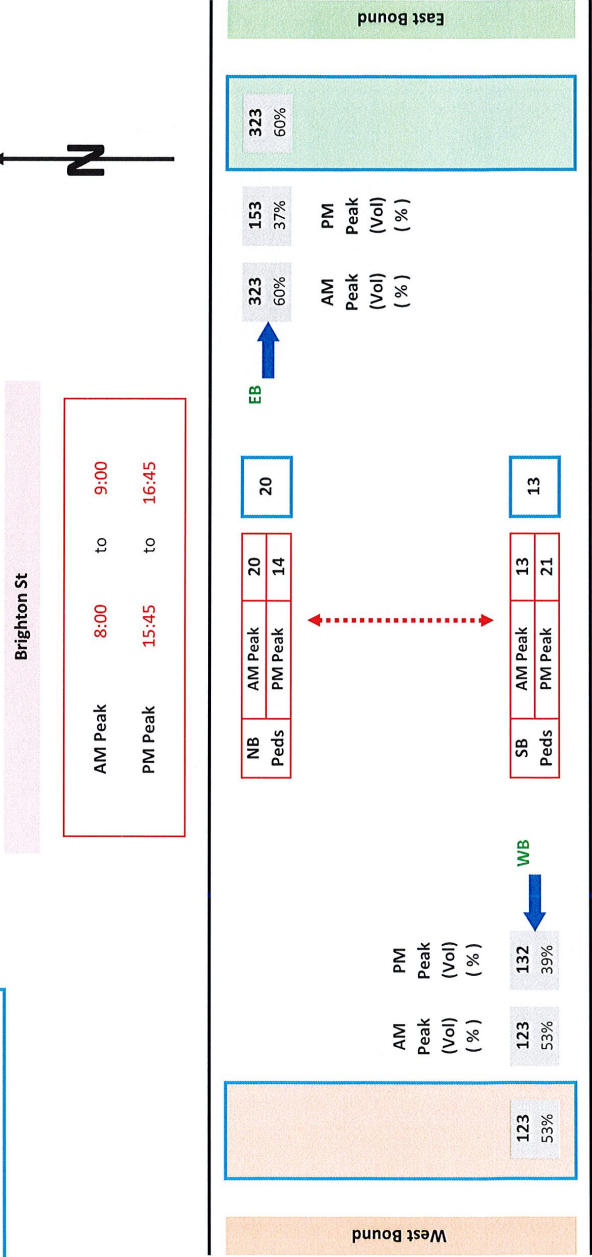 Brighton St
AM Peak 8:00 to 9:00
PM Peak 15:45 to 16:45
N
West Bound
East Bound
NB Peds
AM Peak 20
PM Peak 14
20
EB
323
60%
AM
Peak
(Vol)
( % )
153
37%
PM
Peak
(Vol)
( % )
323
60%
123
53%
AM
Peak
(Vol)
( % )
123
53%
PM
Peak
(Vol)
( % )
132
39%
WB
SB Peds
AM Peak 13
PM Peak 21
13